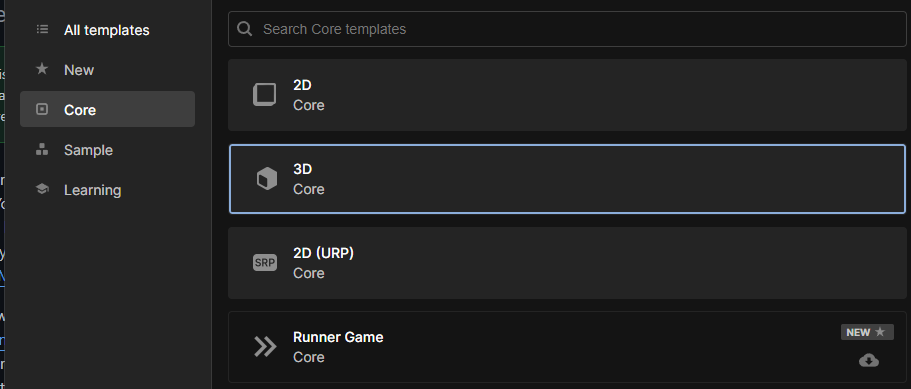 All templates
New
Core
Sample
Learning
Search Core templates
2D
Core
3D
Core
SRP
2D (URP)
Core
Runner Game
Core
NEW